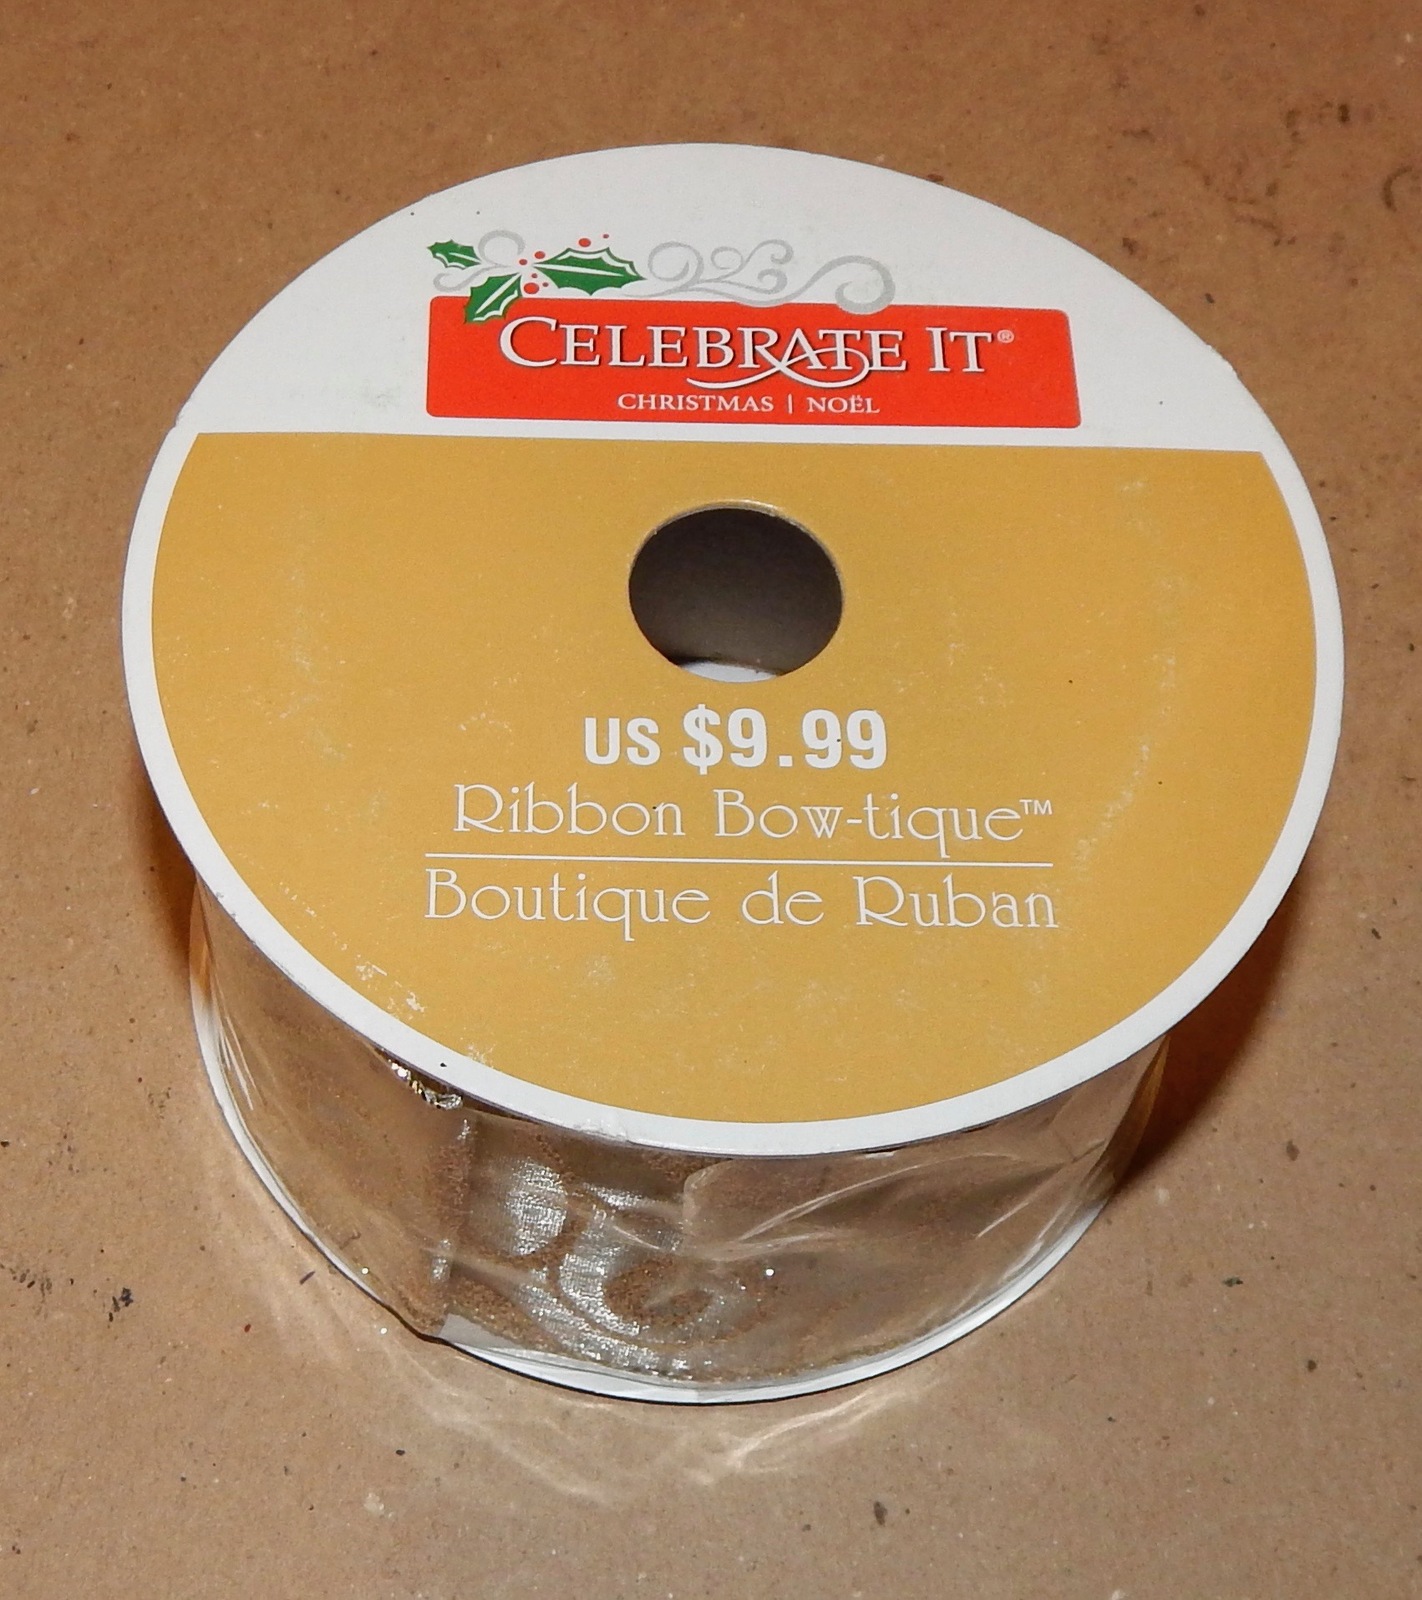 CELEBRATE IT®
CHRISTMAS | NOËL
US $9.99
Ribbon Bow-tique™
Boutique de Ruban